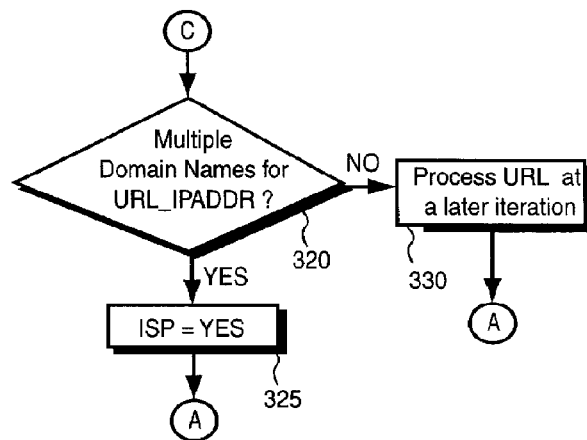 C
Multiple
Domain Names for
URL_IPADDR ?
NO
Process URL at
a later iteration
320
330
YES
ISP = YES
A
325
A